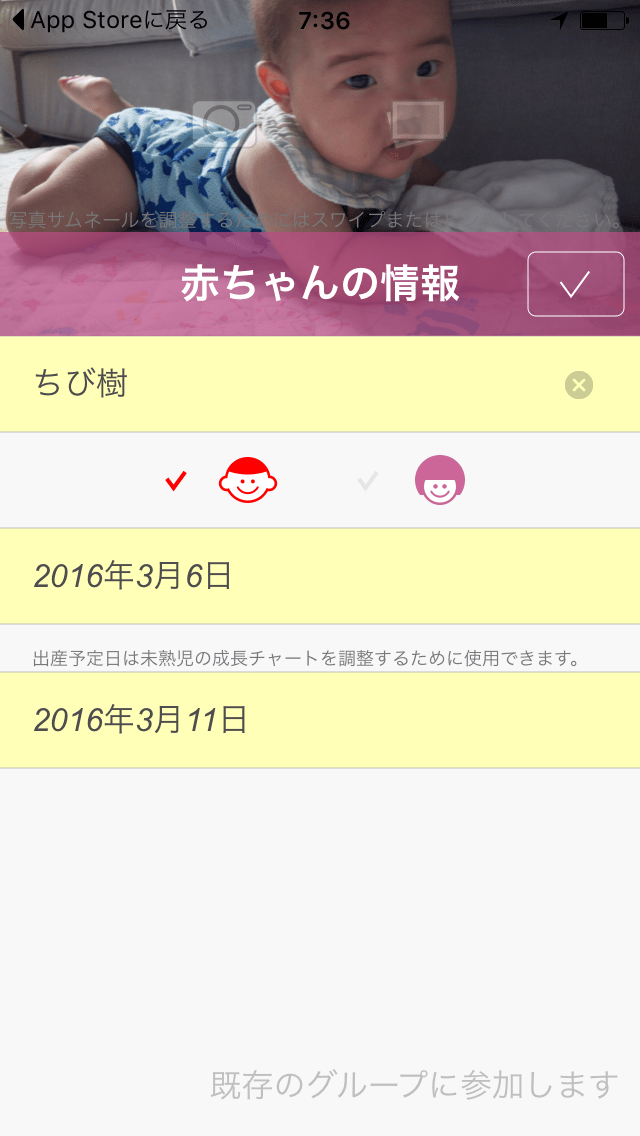 App Storeに戻る 7:36
写真サムネールを調整するためにはスワイプまたはピンチしてください。
赤ちゃんの情報
ちび樹
2016年3月6日
出産予定日は未熟児の成長チャートを調整するために使用できます。
2016年3月11日
既存のグループに参加します